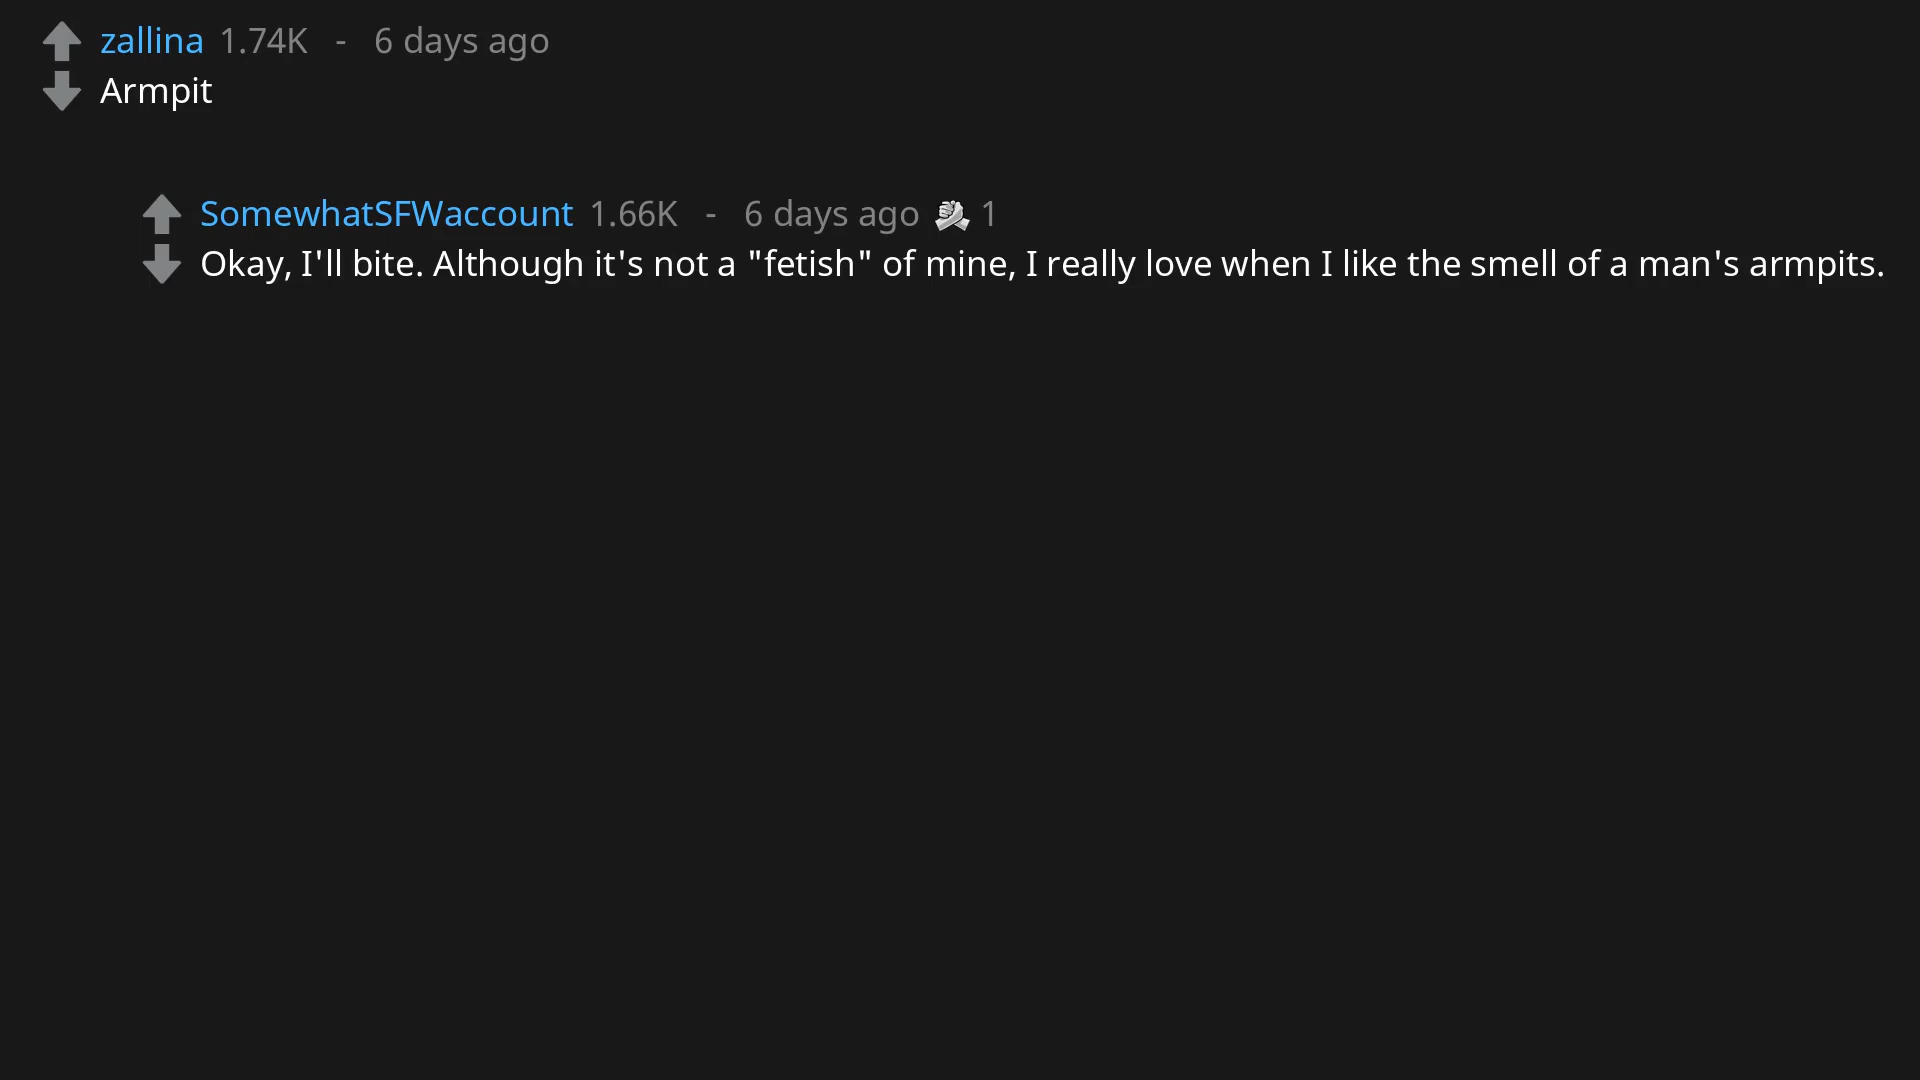 zallina 1.74K - 6 days ago
Armpit
SomewhatSFWaccount 1.66K - 6 days ago 1
Okay, I'll bite. Although it's not a "fetish" of mine, I really love when I like the smell of a man's armpits.